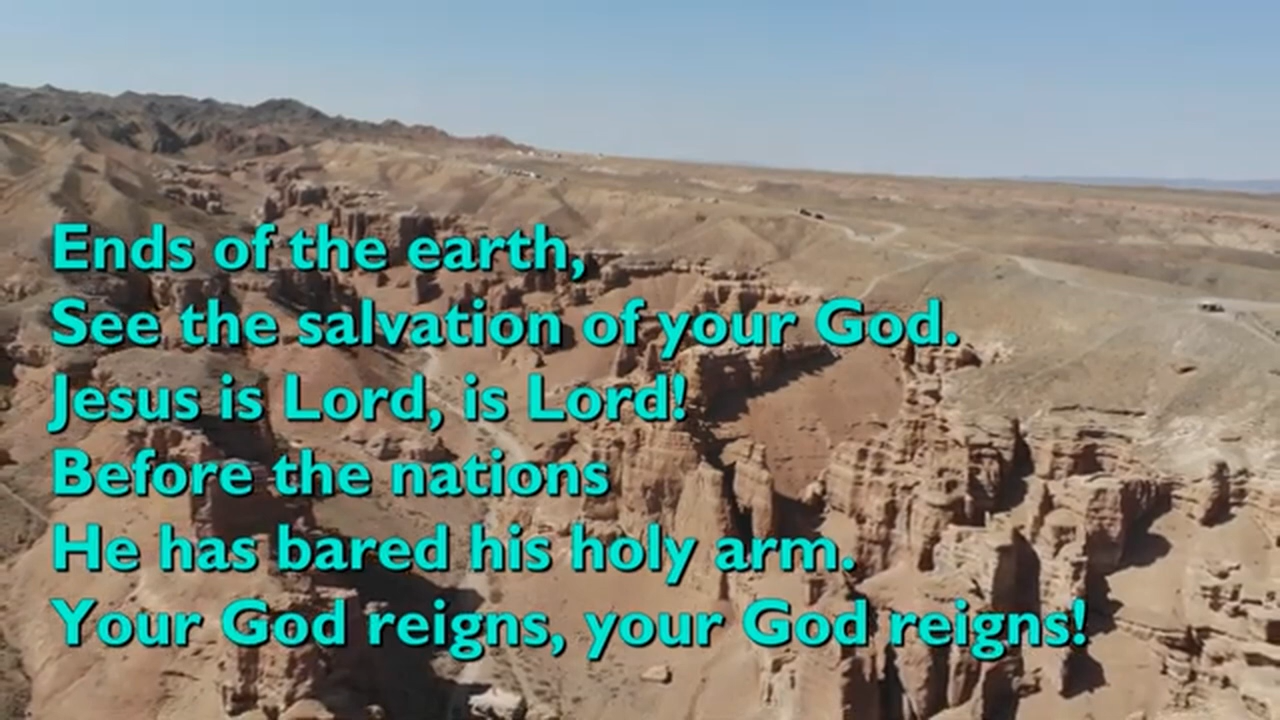 Ends of the earth,
See the salvation of your God.
Jesus is Lord, is Lord!
Before the nations
He has bared his holy arm.
Your God reigns, your God reigns!